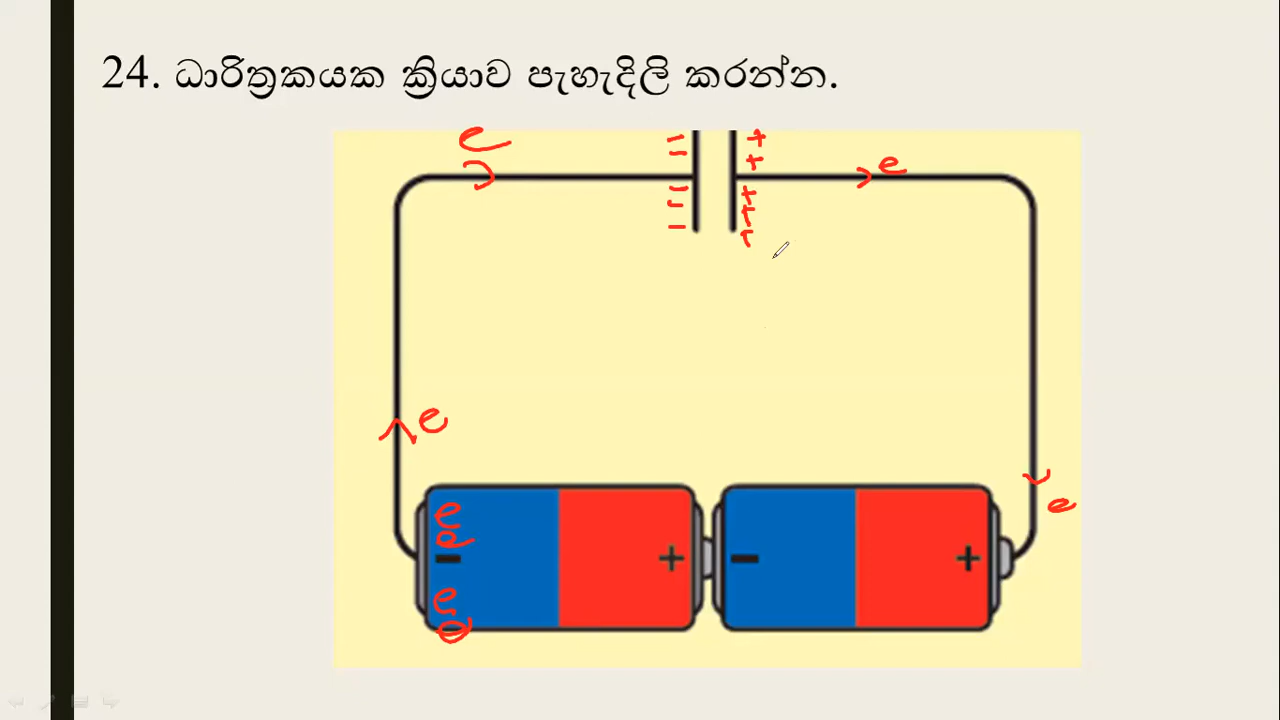 24. ධාරිත්‍රකයක ක්‍රියාව පැහැදිලි කරන්න.
e – – + + e
– – – + + +
e
e
e
e
– + – +
e
e